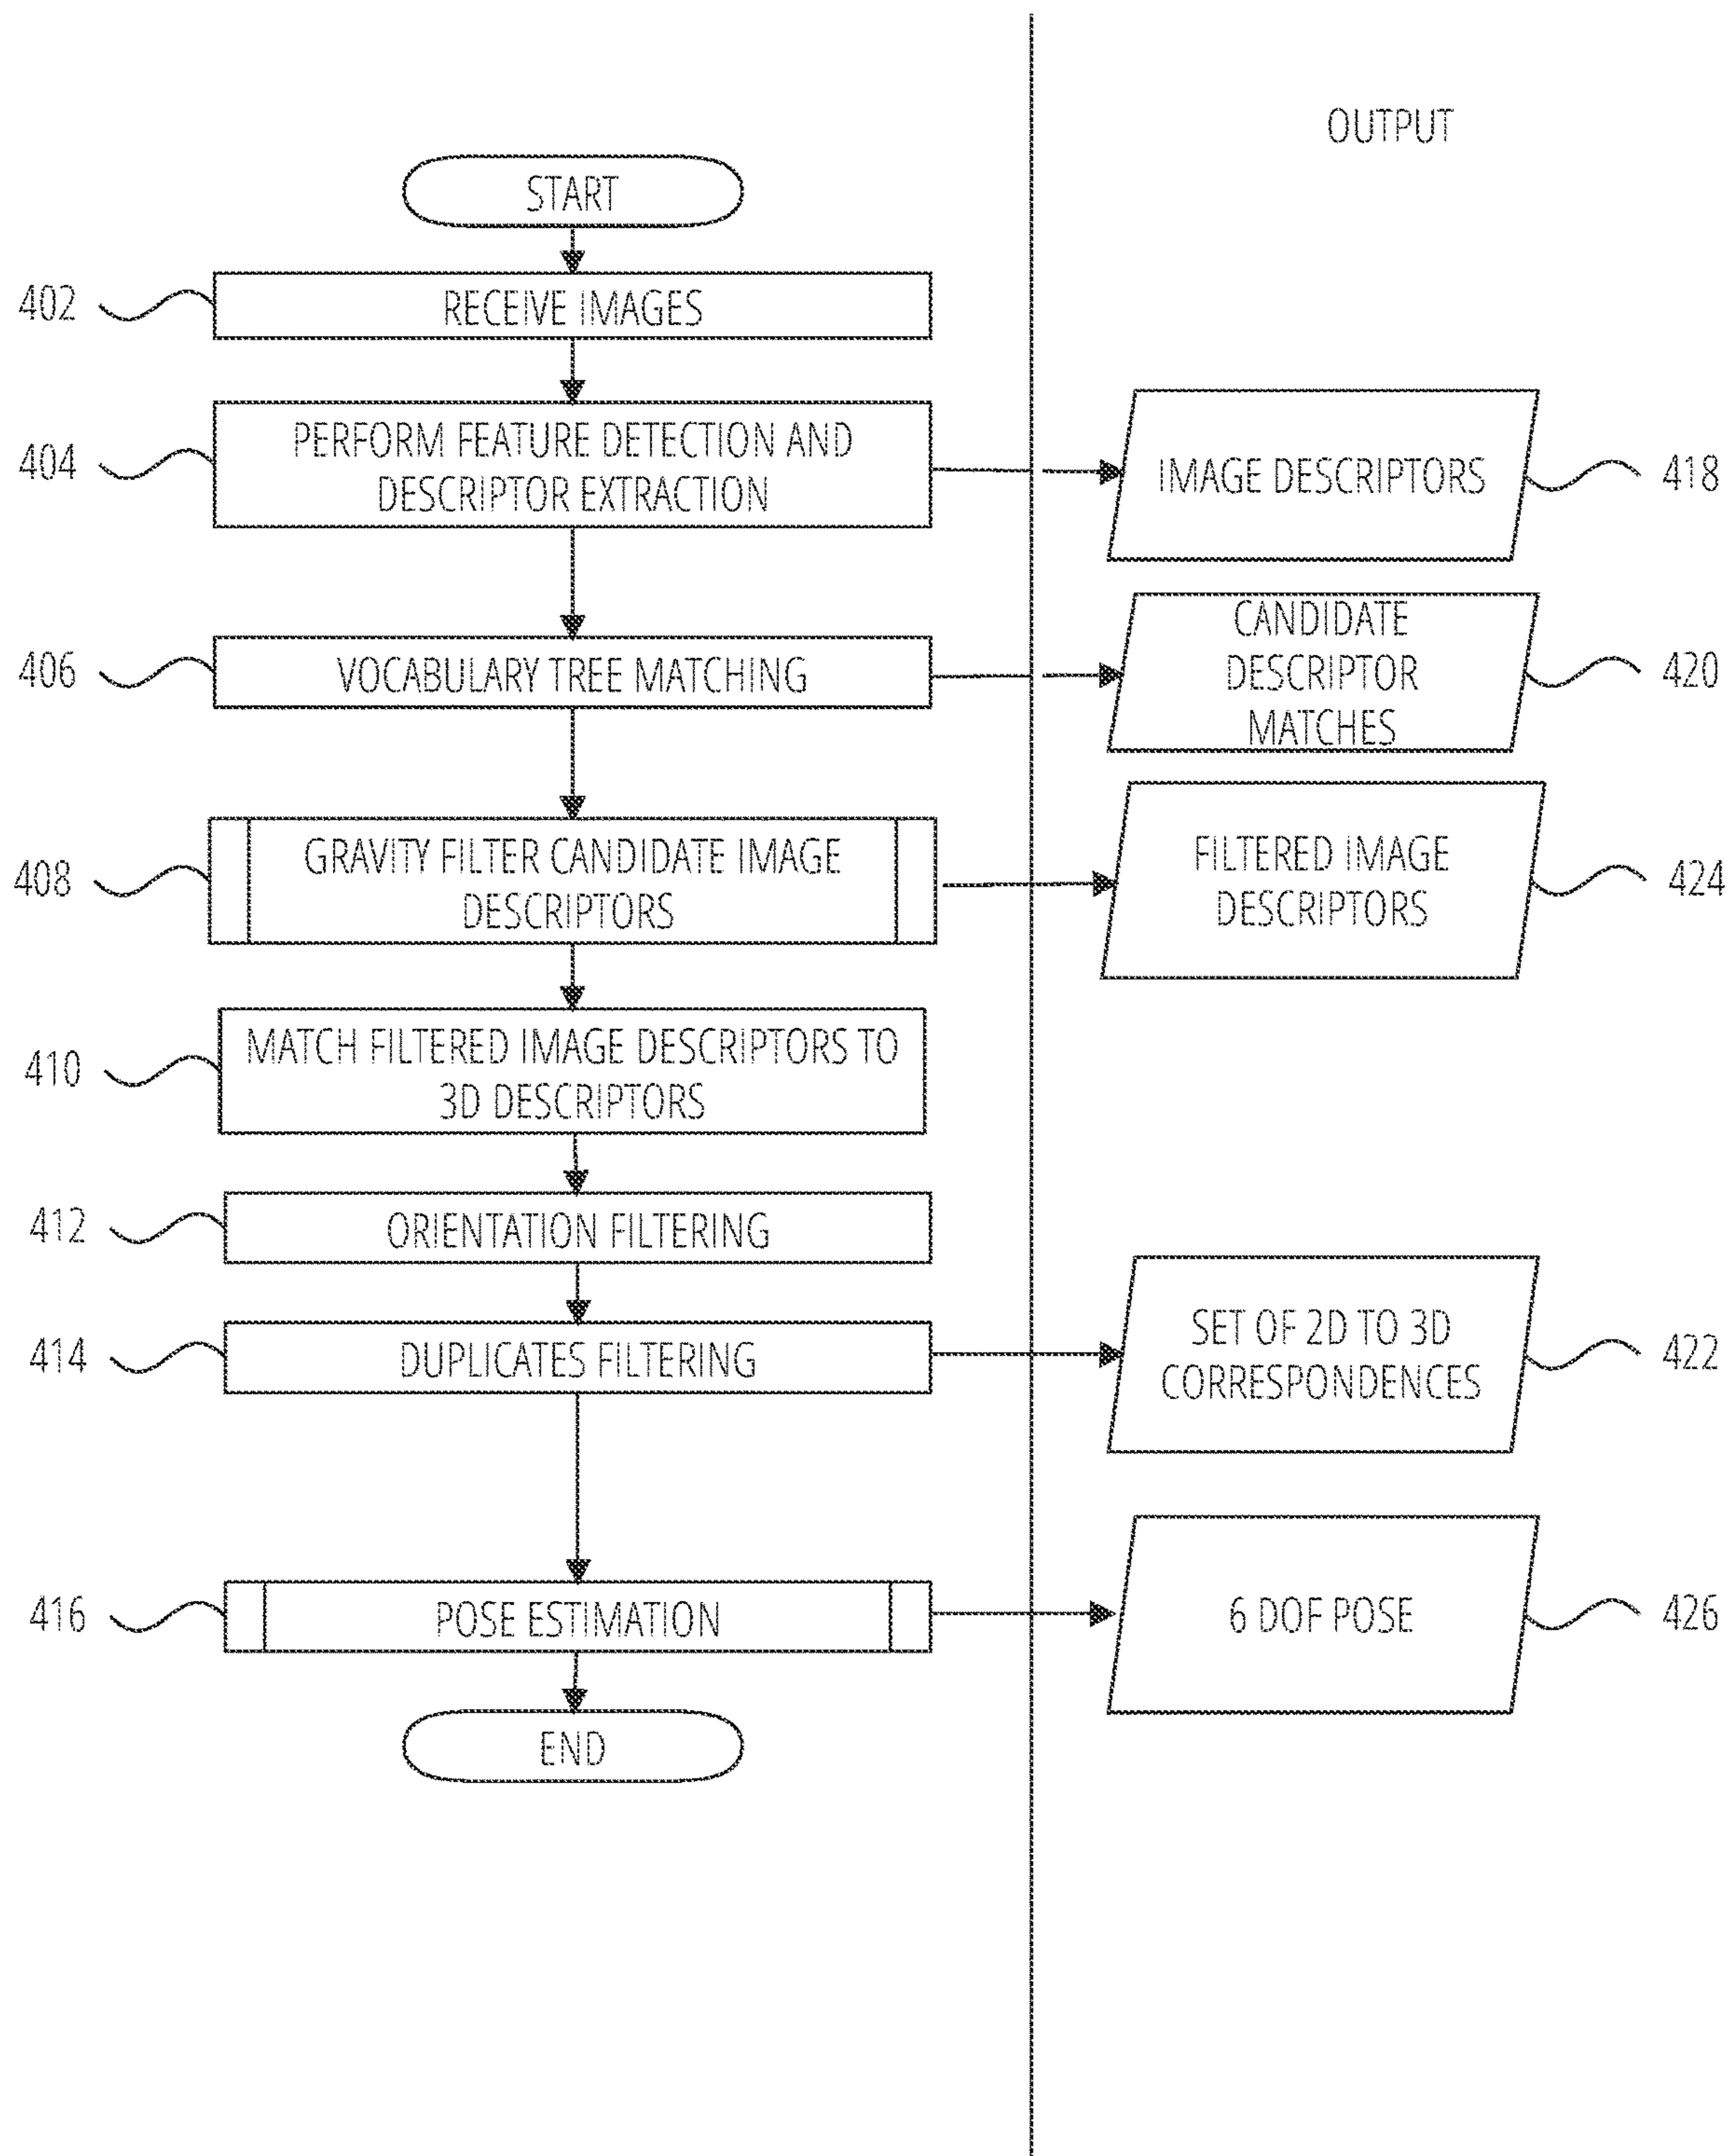 OUTPUT
START
402
RECEIVE IMAGES
404
PERFORM FEATURE DETECTION AND
DESCRIPTOR EXTRACTION
IMAGE DESCRIPTORS
418
406
VOCABULARY TREE MATCHING
CANDIDATE
DESCRIPTOR
MATCHES
420
408
GRAVITY FILTER CANDIDATE IMAGE
DESCRIPTORS
FILTERED IMAGE
DESCRIPTORS
424
410
MATCH FILTERED IMAGE DESCRIPTORS TO
3D DESCRIPTORS
412
ORIENTATION FILTERING
414
DUPLICATES FILTERING
SET OF 2D TO 3D
CORRESPONDENCES
422
416
POSE ESTIMATION
6 DOF POSE
426
END